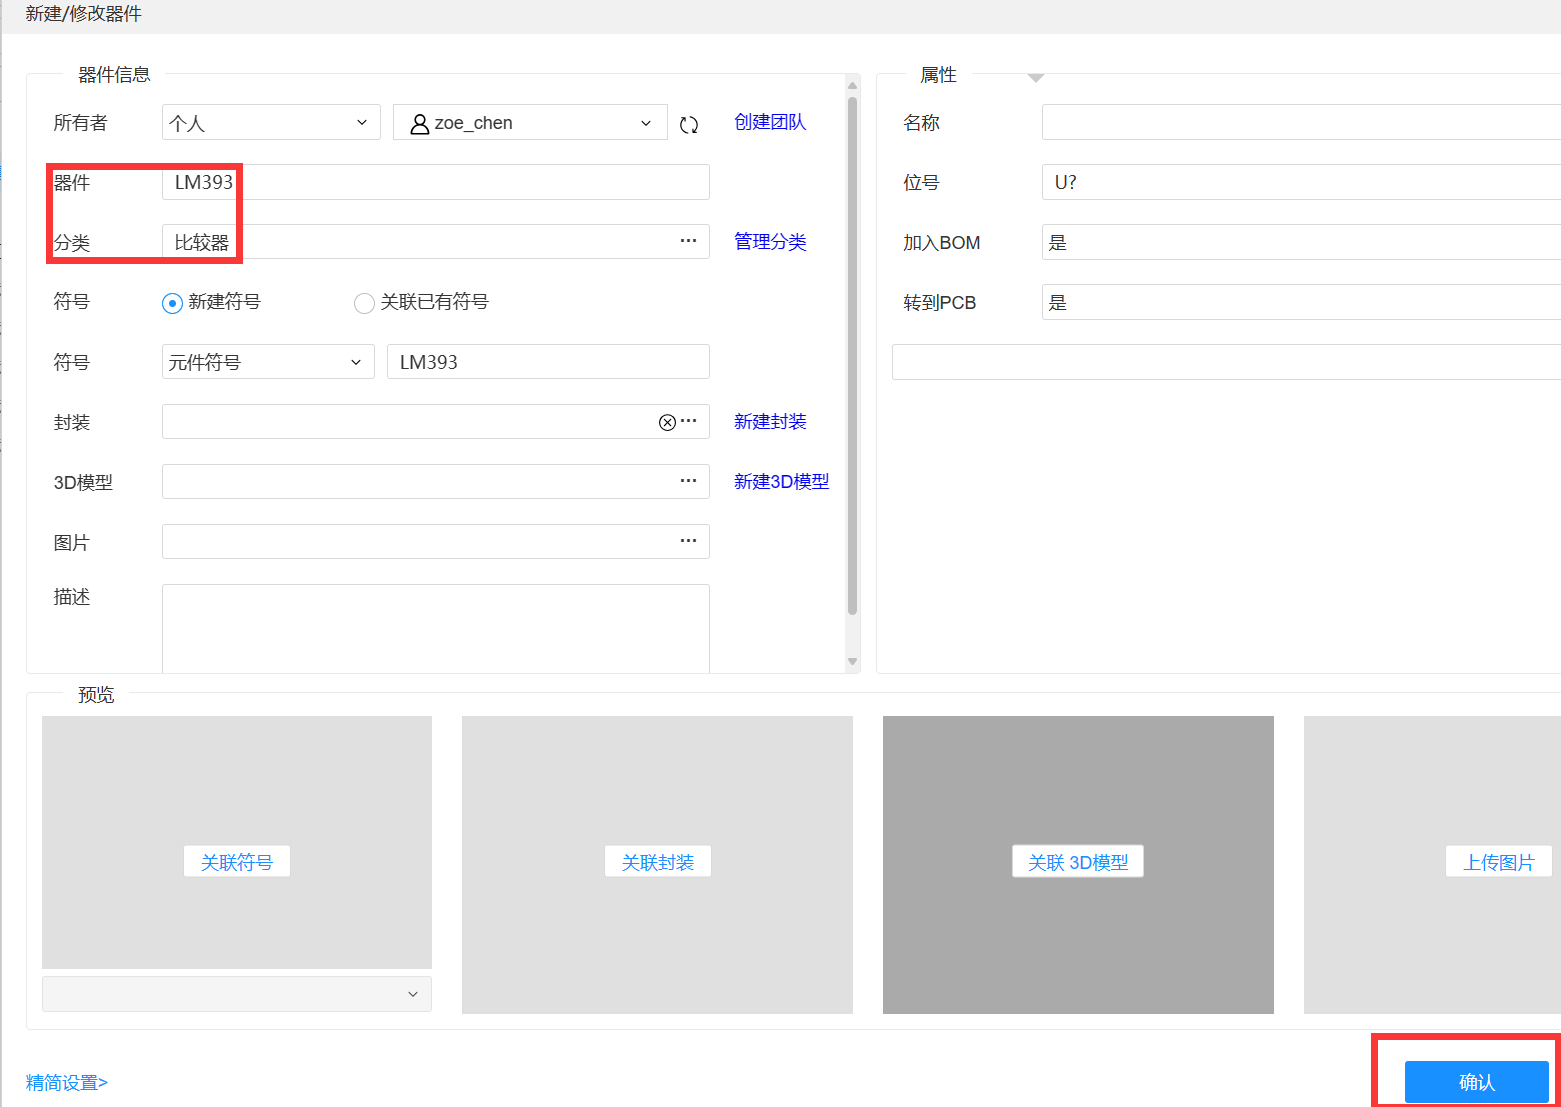 新建/修改器件
器件信息
所有者 个人 zoe_chen 创建团队
器件 LM393
分类 比较器 ··· 管理分类
符号 新建符号 关联已有符号
符号 元件符号 LM393
封装 ··· 新建封装
3D模型 ··· 新建3D模型
图片 ···
描述
属性
名称
位号 U?
加入BOM 是
转到PCB 是
预览
关联符号 关联封装 关联 3D模型 上传图片
精简设置> 确认